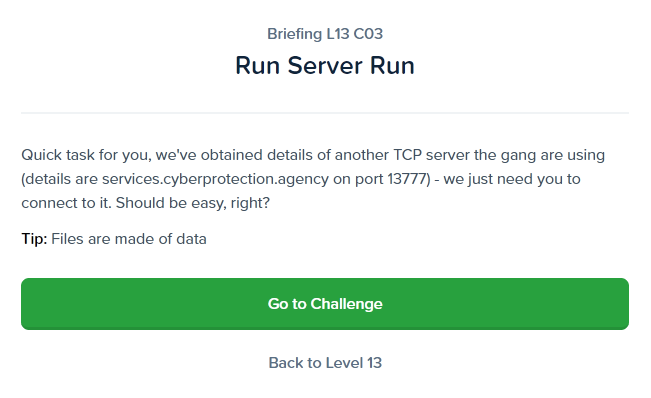 Briefing L13 C03
Run Server Run
Quick task for you, we've obtained details of another TCP server the gang are using
(details are services.cyberprotection.agency on port 13777) - we just need you to
connect to it. Should be easy, right?
Tip: Files are made of data
Go to Challenge
Back to Level 13